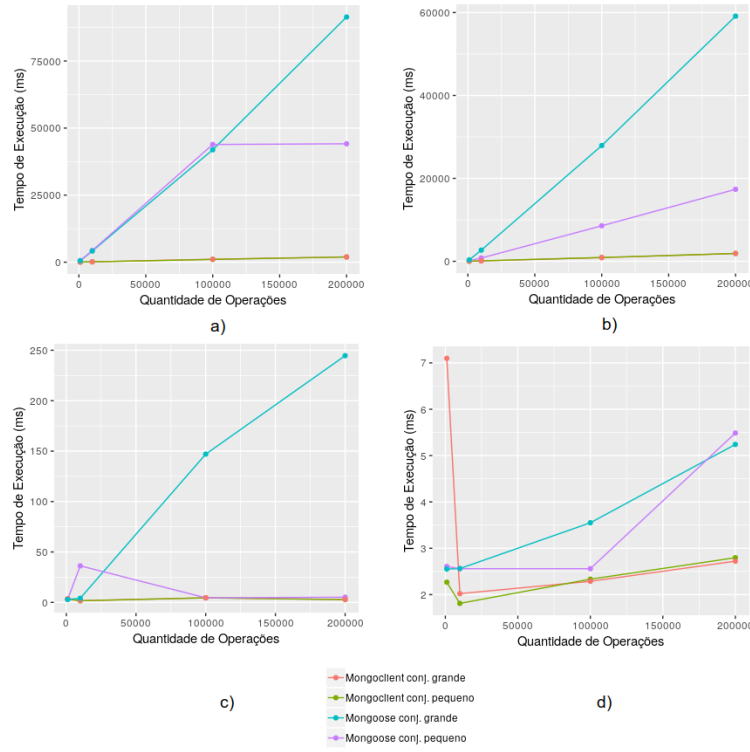 75000
50000
25000
0
Tempo de Execução (ms)
0
50000
100000
150000
200000
Quantidade de Operações
a)
60000
40000
20000
0
Tempo de Execução (ms)
0
50000
100000
150000
200000
Quantidade de Operações
b)
250
200
150
100
50
0
Tempo de Execução (ms)
0
50000
100000
150000
200000
Quantidade de Operações
c)
7
6
5
4
3
2
Tempo de Execução (ms)
0
50000
100000
150000
200000
Quantidade de Operações
d)
Mongoclient conj. grande
Mongoclient conj. pequeno
Mongoose conj. grande
Mongoose conj. pequeno